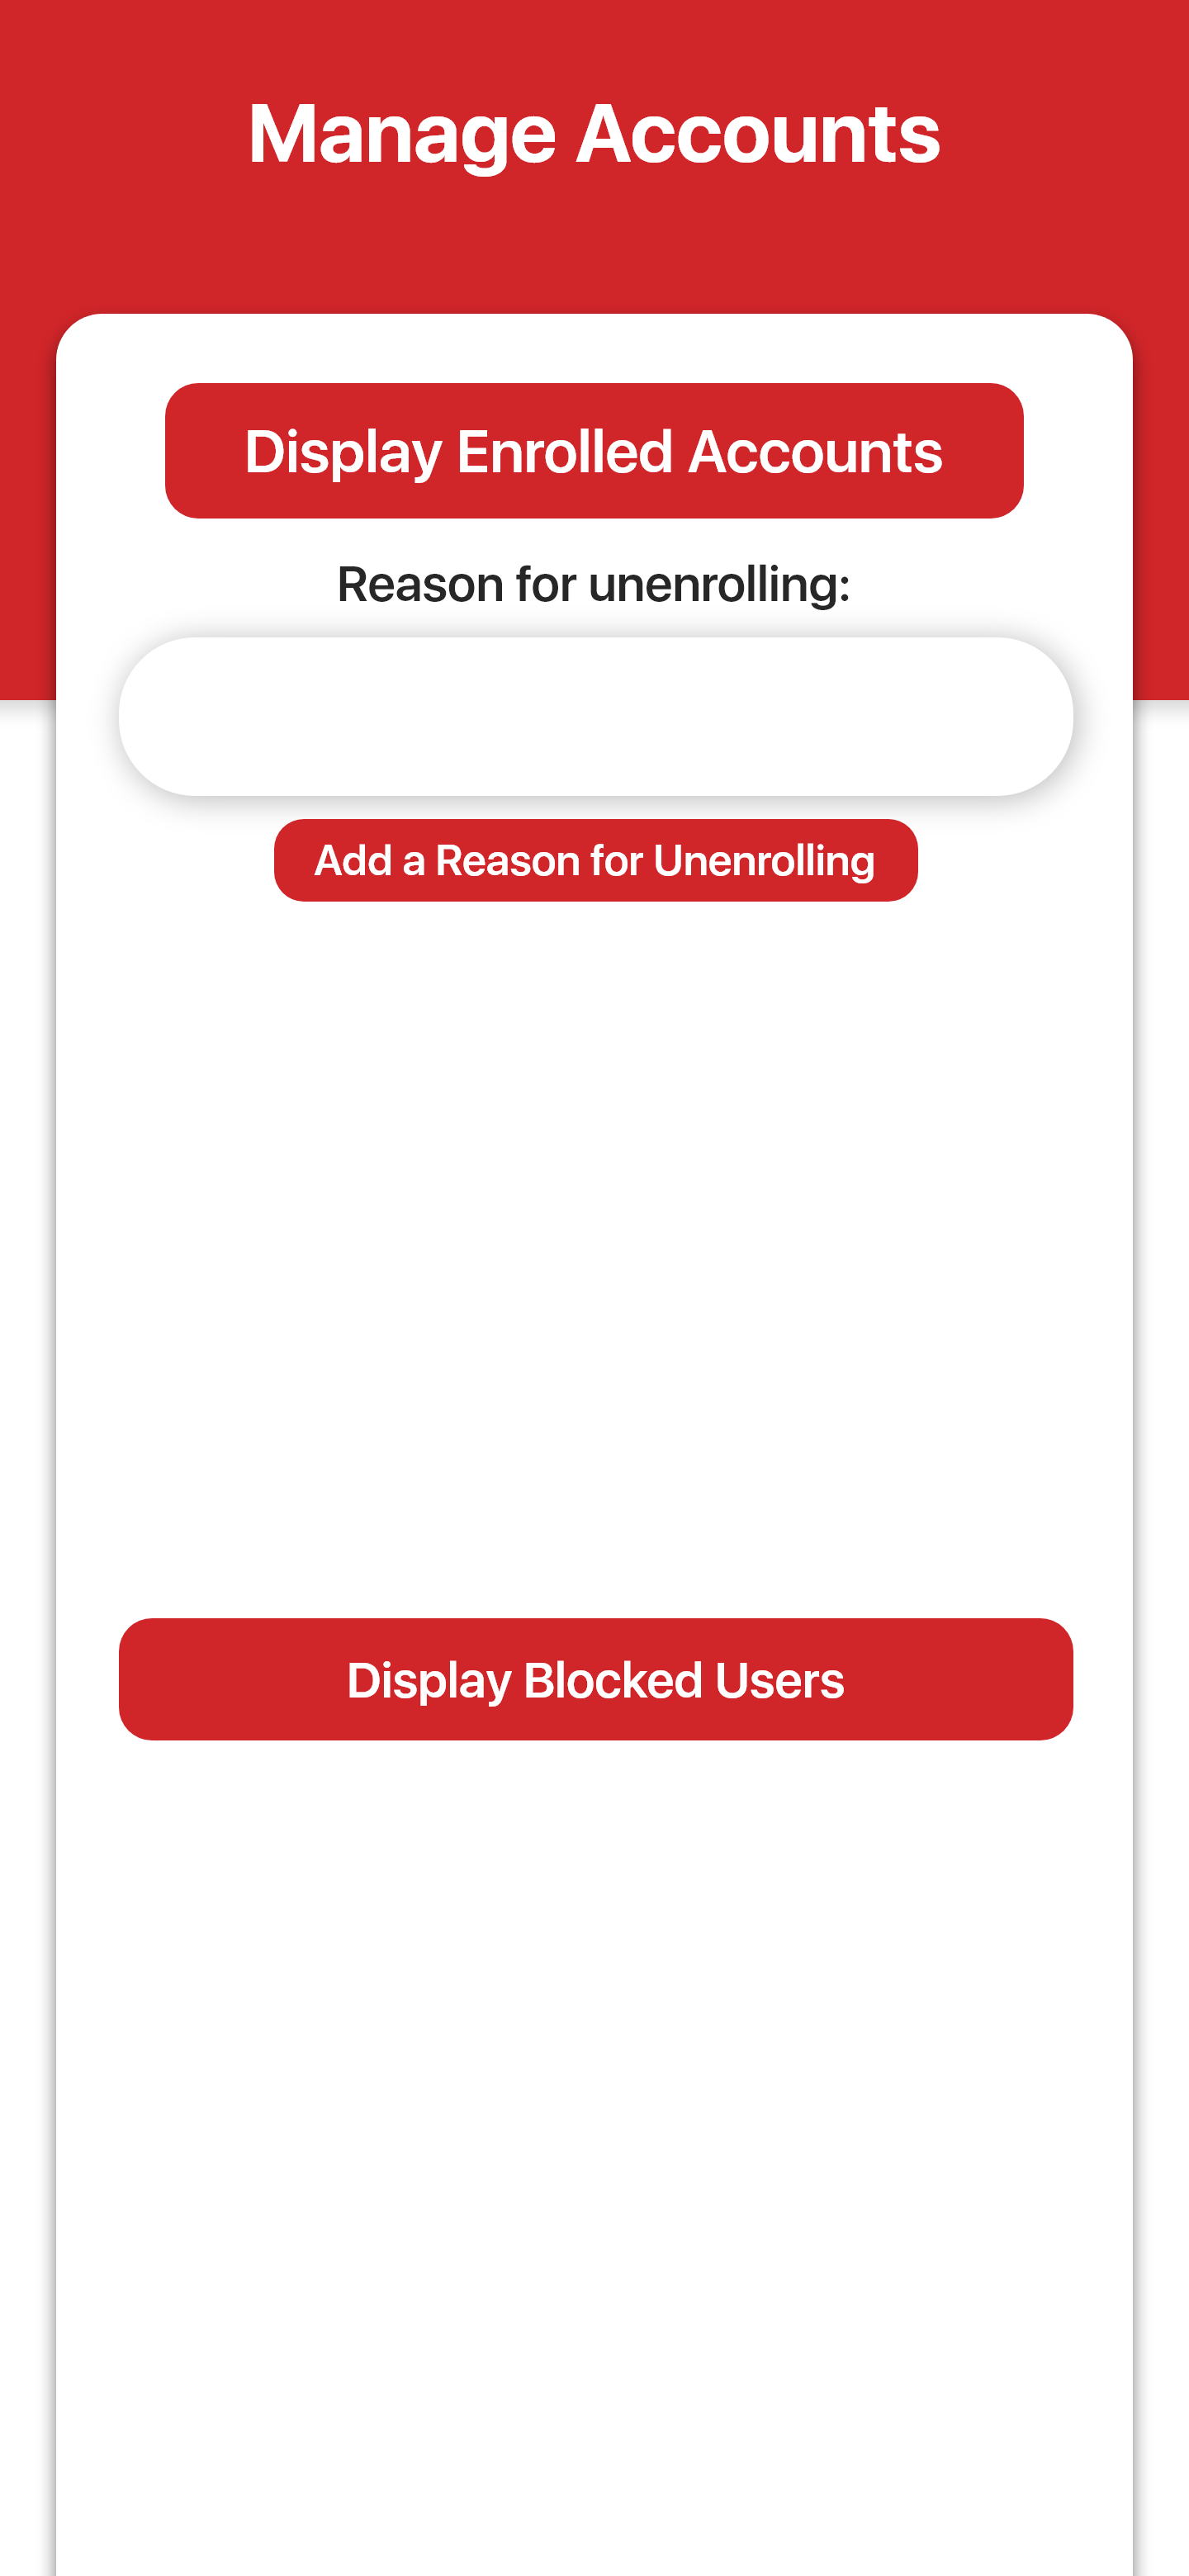 Manage Accounts
Display Enrolled Accounts
Reason for unenrolling:
Add a Reason for Unenrolling
Display Blocked Users